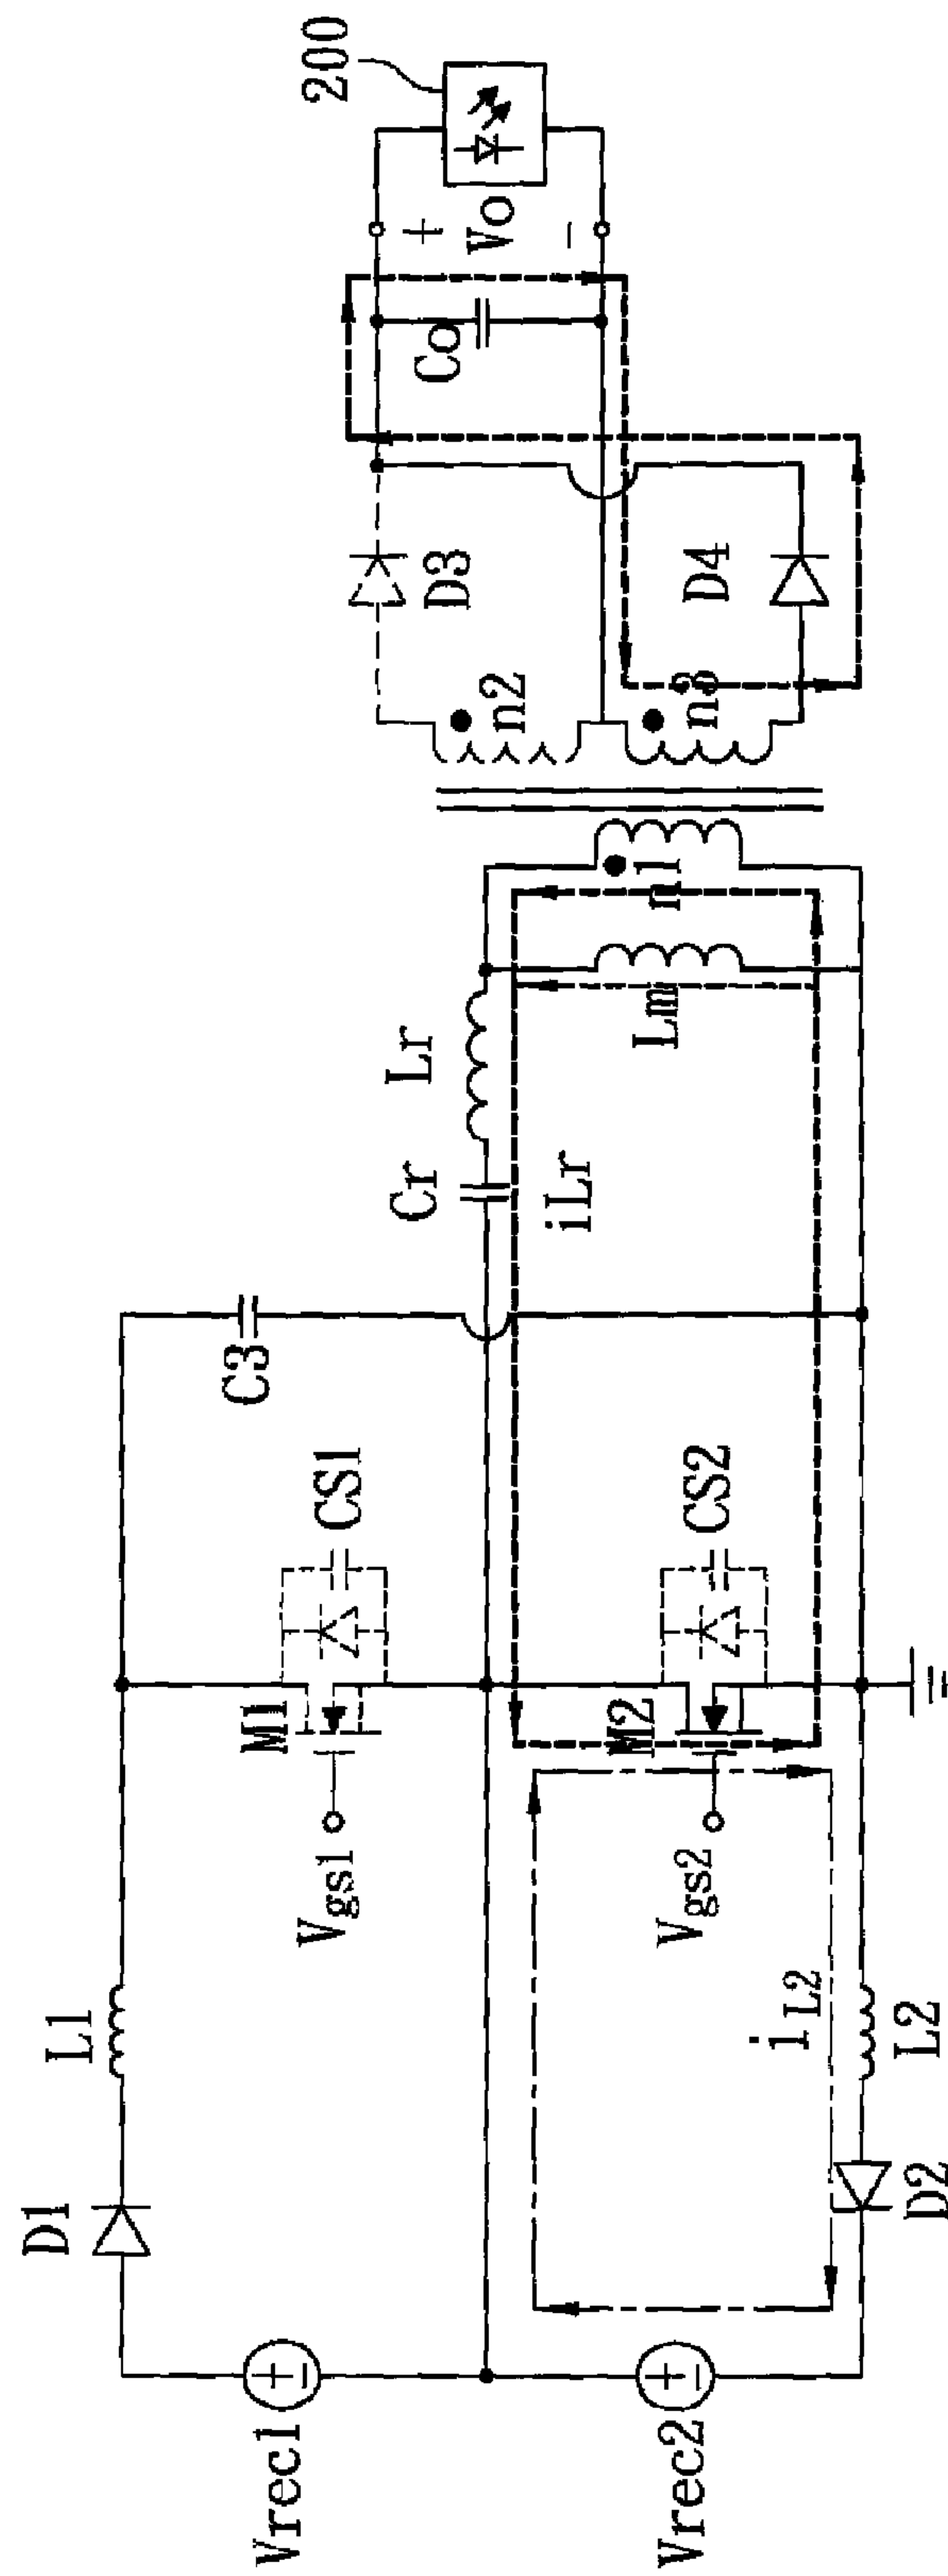 200
+
Vo
-
Co
D3
D4
n2
n3
n1
Lm
Lr
Cr
iLr
C3
CS1
CS2
M1
M2
Vgs1
Vgs2
L1
iL2
L2
D1
D2
Vrec1
Vrec2